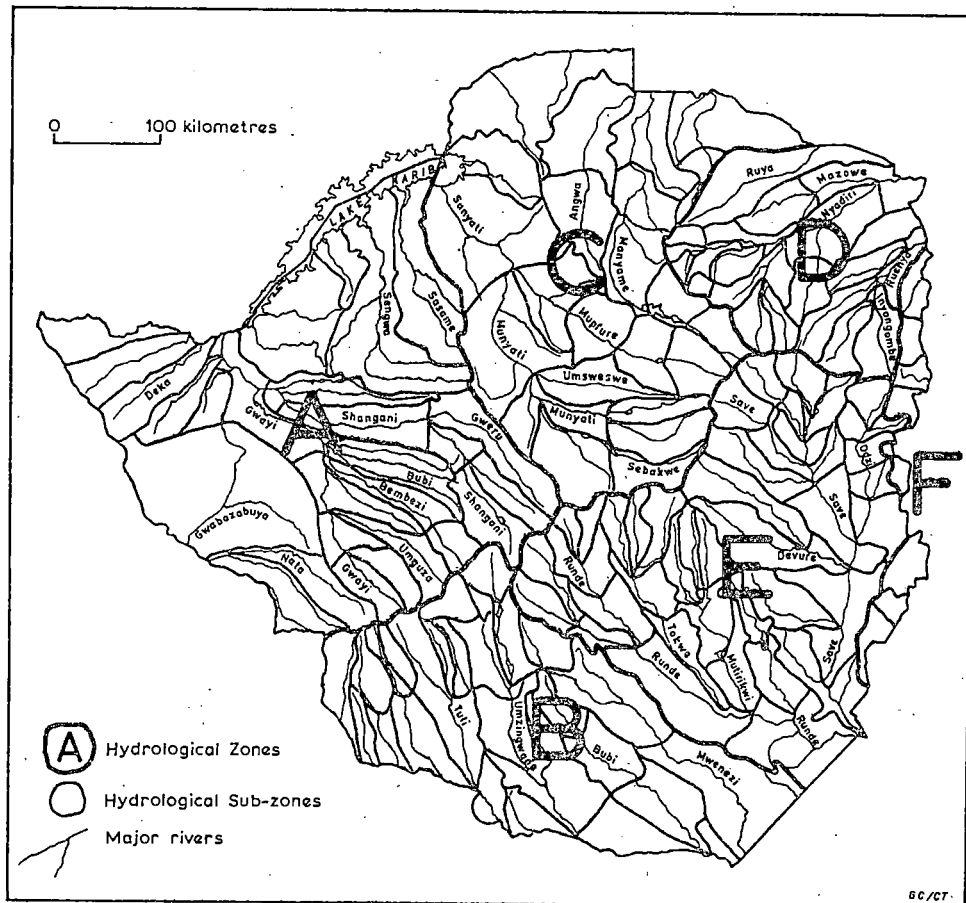 0 100 kilometres
LAKE KARIBA
Sanyati
Angwa
Manyame
Ruya
Mazowe
Nyadiri
C
D
Nuenya
Inyangombe
Sengwa
Sasame
Munyati
Mupfure
Umsweswe
Deka
Gwayi
A
Shangani
Gweru
Munyati
Save
Sebakwe
Odzi
F
Bubi
Bembezi
Shangani
Save
Gwabazabuya
Nata
Gwayi
Umguza
Runde
E
Devure
Tokwe
Runde
Mutirikwi
Save
Runde
Tuli
Umzingwane
B
Bubi
Mwenezi
A Hydrological Zones
Hydrological Sub-zones
Major rivers
GC/CT